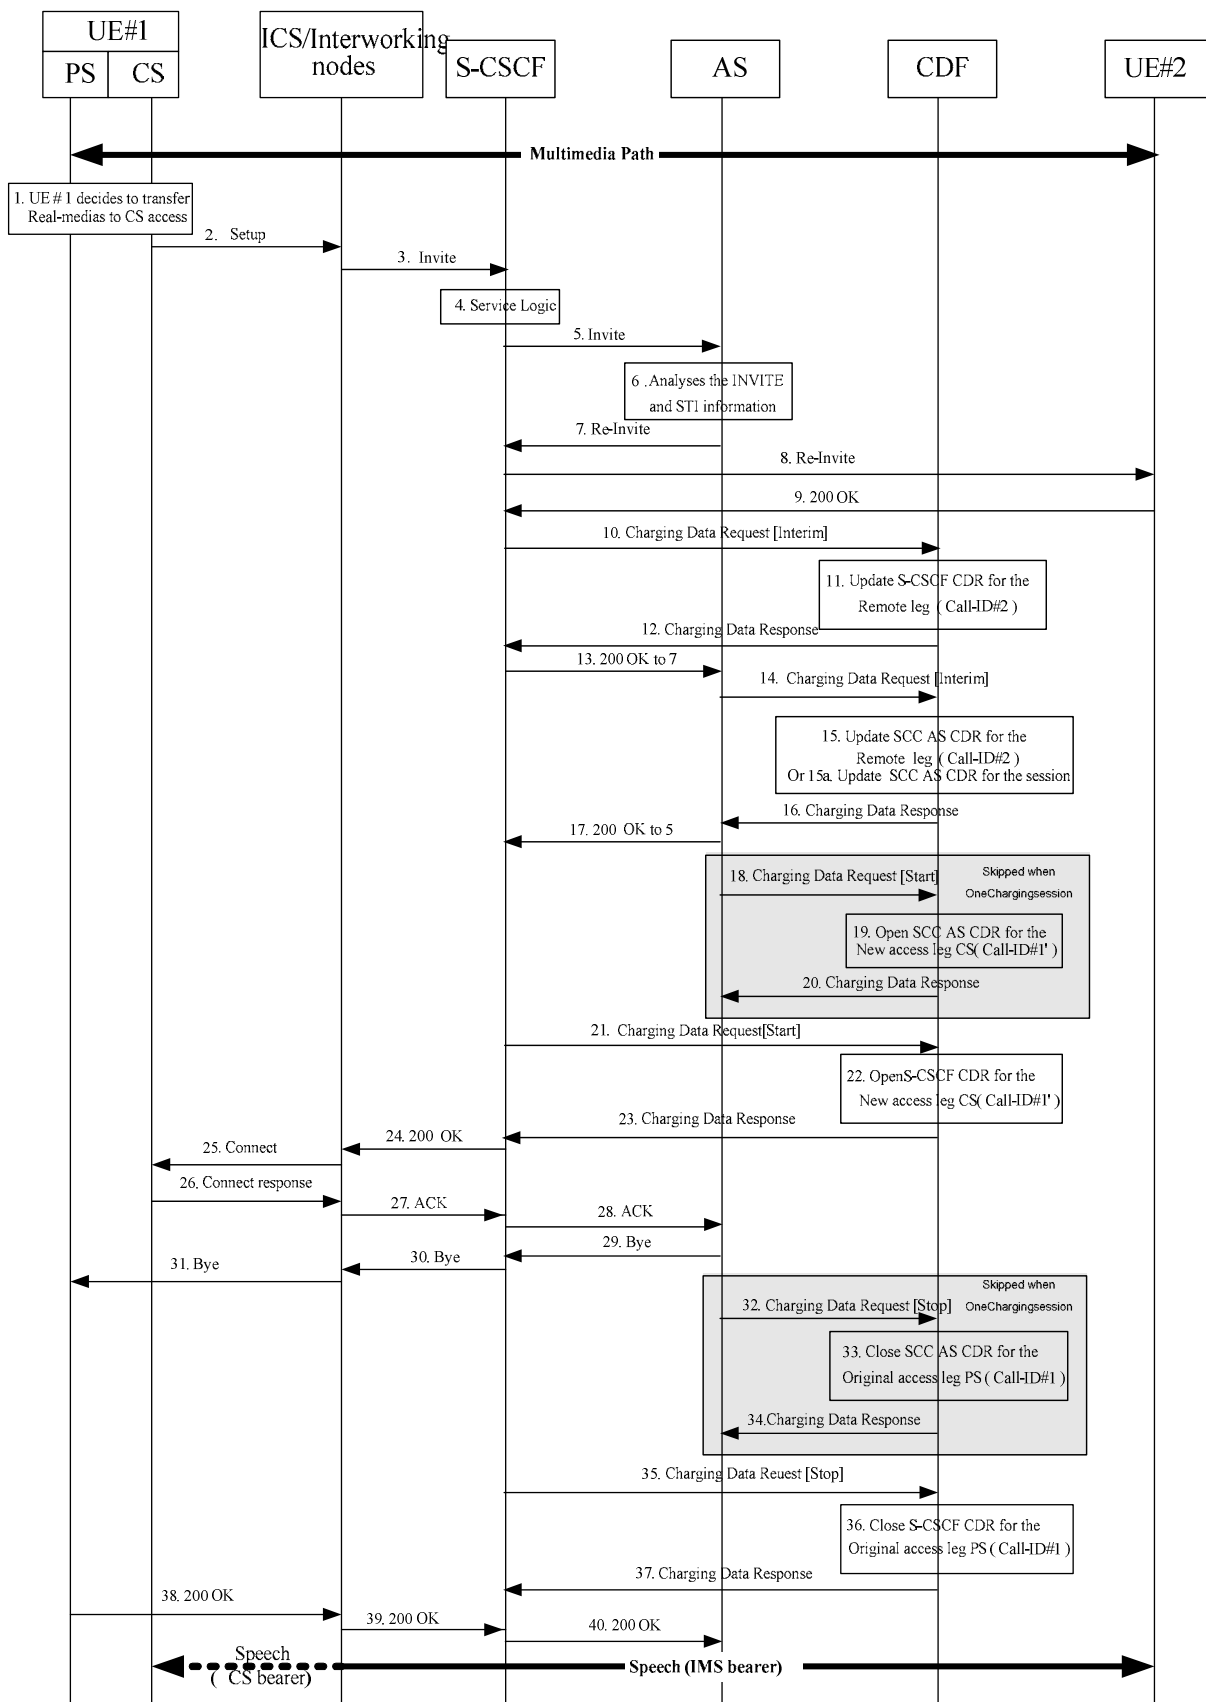 UE#1
PS
CS
ICS/Interworking
nodes
S-CSCF
AS
CDF
UE#2
Multimedia Path
1. UE # 1 decides to transfer
Real-medias to CS access
2. Setup
3. Invite
4. Service Logic
5. Invite
6 .Analyses the INVITE
and STI information
7. Re-Invite
8. Re-Invite
9. 200 OK
10. Charging Data Request [Interim]
11. Update S-CSCF CDR for the
Remote leg ( Call-ID#2 )
12. Charging Data Response
13. 200 OK to 7
14. Charging Data Request [Interim]
15. Update SCC AS CDR for the
Remote leg ( Call-ID#2 )
Or 15a. Update SCC AS CDR for the session
16. Charging Data Response
17. 200 OK to 5
18. Charging Data Request [Start]
Skipped when
OneChargingsession
19. Open SCC AS CDR for the
New access leg CS( Call-ID#1' )
20. Charging Data Response
21. Charging Data Request[Start]
22. OpenS-CSCF CDR for the
New access leg CS( Call-ID#1' )
23. Charging Data Response
24. 200 OK
25. Connect
26. Connect response
27. ACK
28. ACK
29. Bye
30. Bye
31. Bye
Skipped when
OneChargingsession
32. Charging Data Request [Stop]
33. Close SCC AS CDR for the
Original access leg PS ( Call-ID#1 )
34.Charging Data Response
35. Charging Data Reuest [Stop]
36. Close S-CSCF CDR for the
Original access leg PS ( Call-ID#1 )
37. Charging Data Response
38. 200 OK
39. 200 OK
40. 200 OK
Speech
( CS bearer)
Speech (IMS bearer)